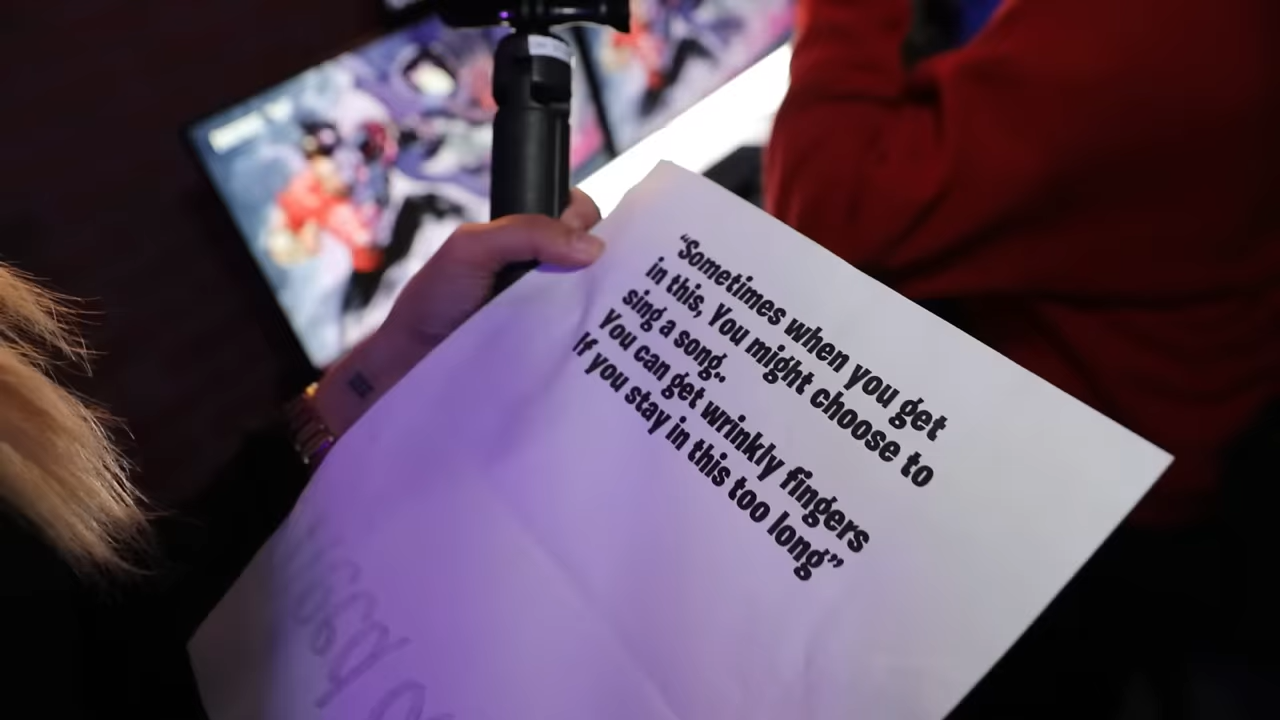 “Sometimes when you get
in this, You might choose to
sing a song..
You can get wrinkly fingers
If you stay in this too long”